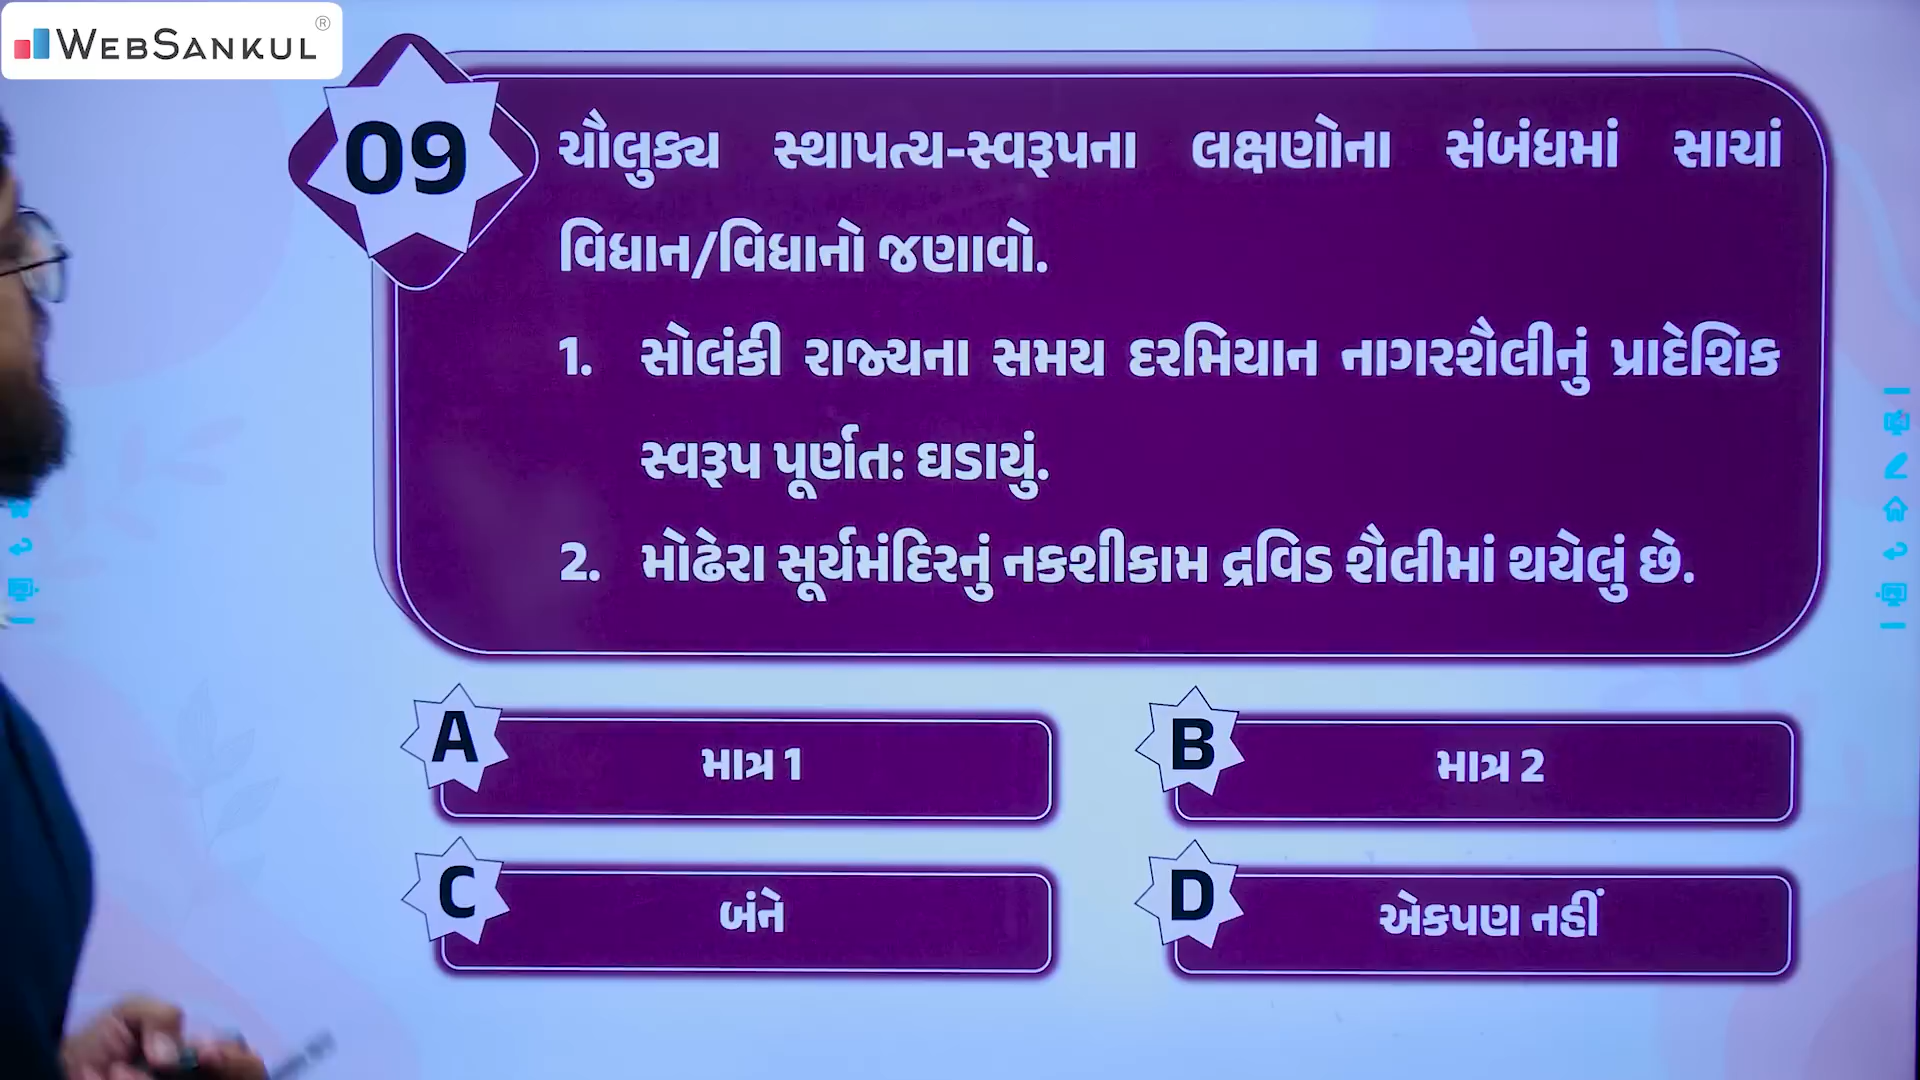 WEBSANKUL®
09
ચૌલુક્ય સ્થાપત્ય-સ્વરૂપના લક્ષણોના સંબંધમાં સાચાં
વિધાન/વિધાનો જણાવો.
1. સોલંકી રાજ્યના સમય દરમિયાન નાગરશૈલીનું પ્રાદેશિક
સ્વરૂપ પૂર્ણતઃ ઘડાયું.
2. મોઢેરા સૂર્યમંદિરનું નકશીકામ દ્રવિડ શૈલીમાં થયેલું છે.
A માત્ર 1
B માત્ર 2
C બંને
D એકપણ નહીં